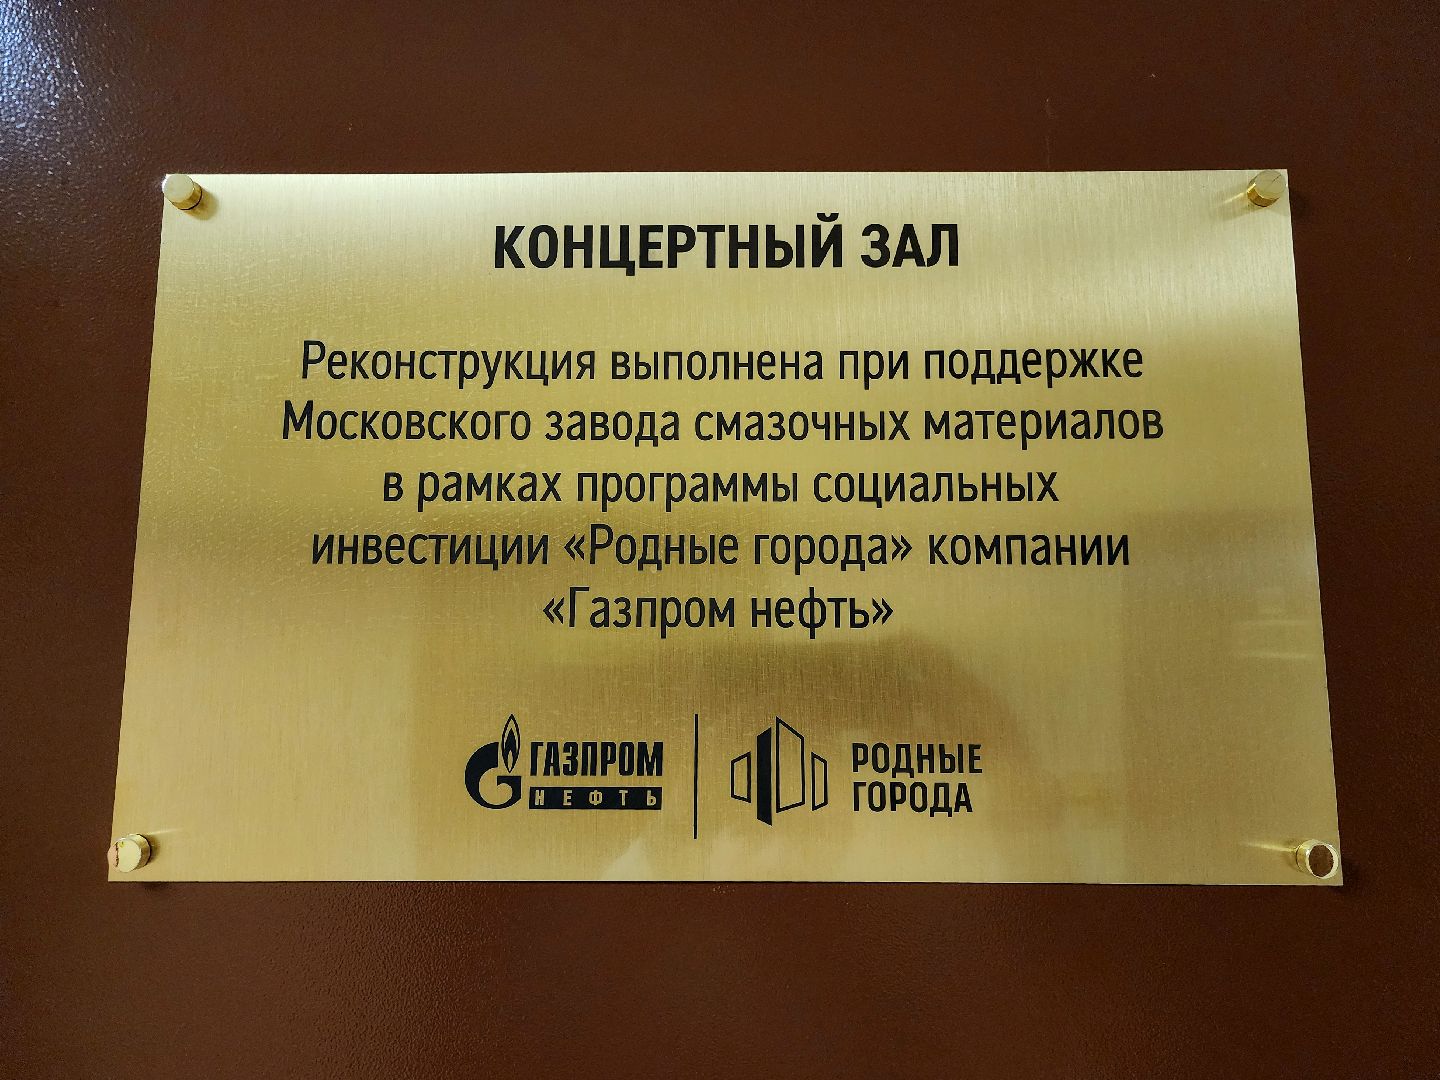 КОНЦЕРТНЫЙ ЗАЛ
Реконструкция выполнена при поддержке
Московского завода смазочных материалов
в рамках программы социальных
инвестиции «Родные города» компании
«Газпром нефть»
ГАЗПРОМ
НЕФТЬ
РОДНЫЕ
ГОРОДА